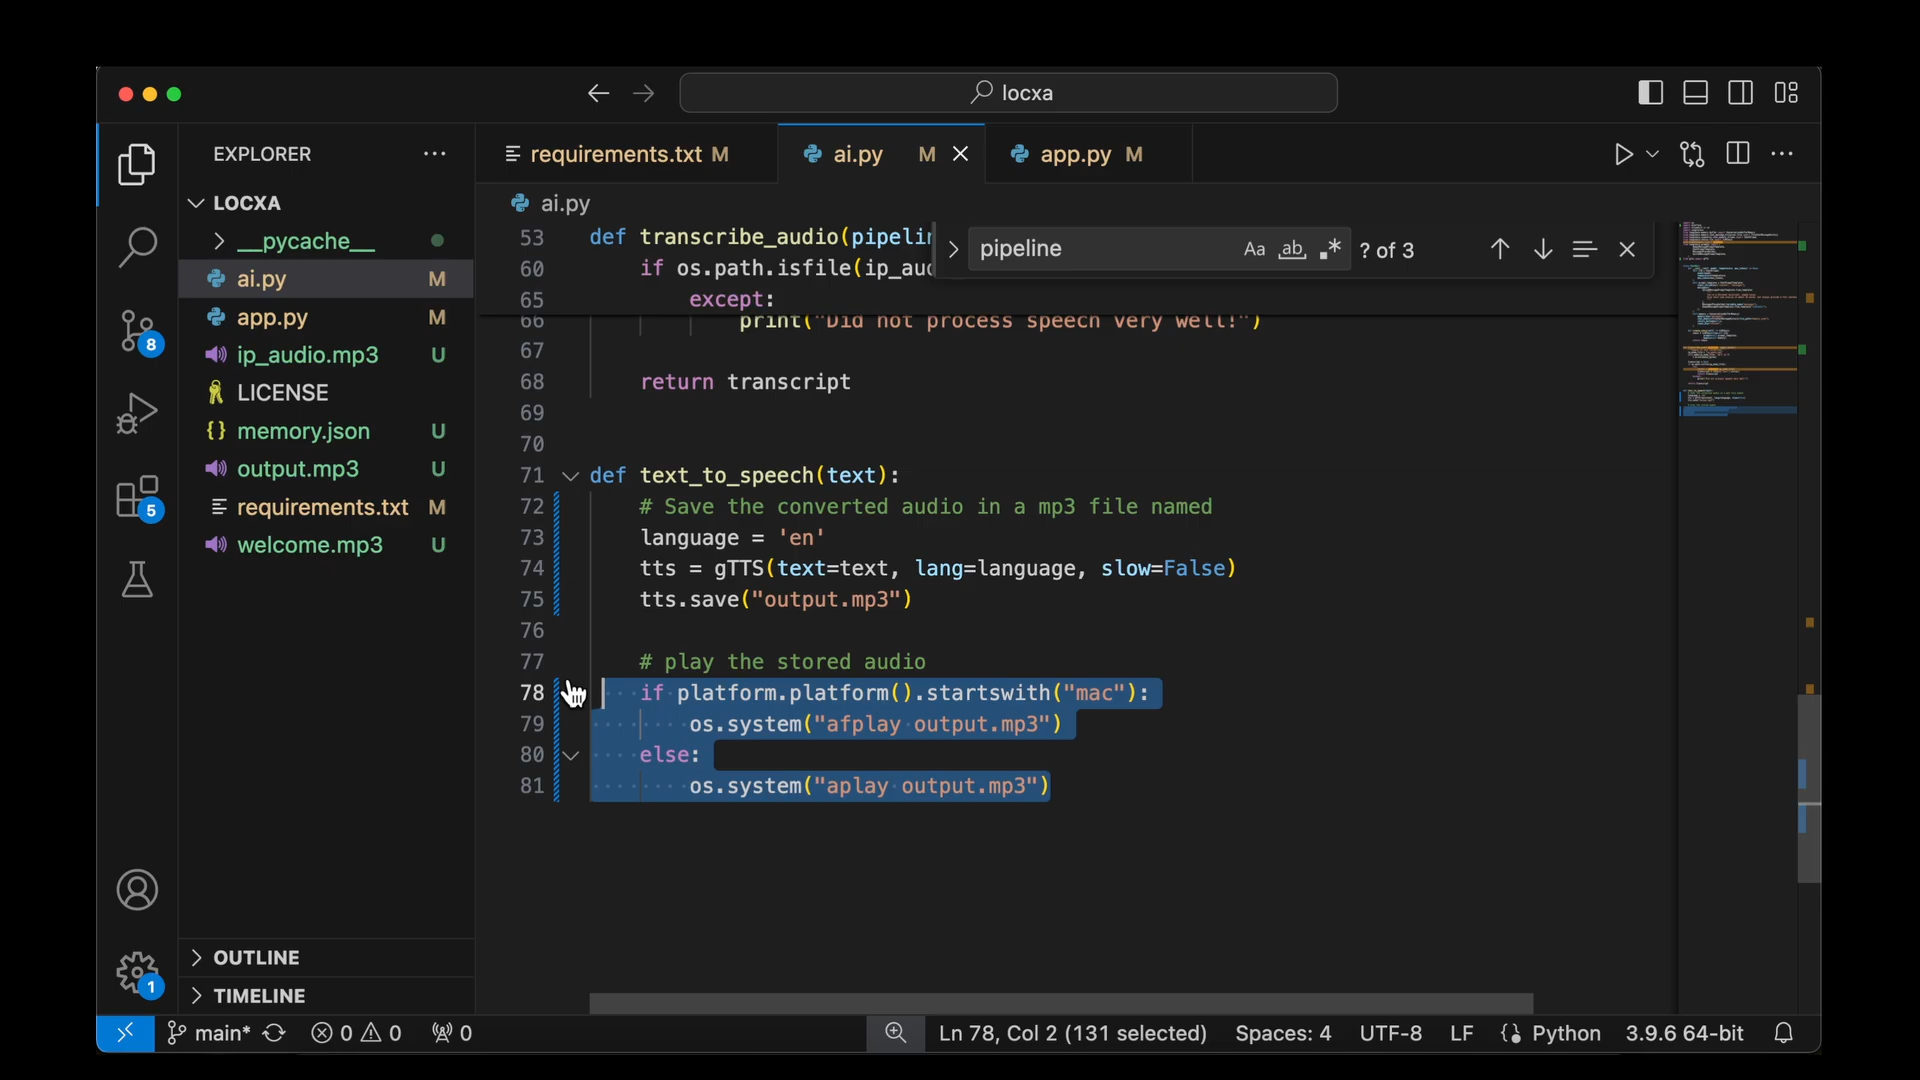 locxa
EXPLORER
requirements.txt M
ai.py M
app.py M
LOCXA
ai.py
__pycache__
ai.py M
app.py M
ip_audio.mp3 U
LICENSE
memory.json U
output.mp3 U
requirements.txt M
welcome.mp3 U
OUTLINE
TIMELINE
8
5
1
pipeline Aa ab ? of 3
53 def transcribe_audio(pipelin
60 if os.path.isfile(ip_aud
65 except:
66 print("Did not process speech very well!")
67
68 return transcript
69
70
71 def text_to_speech(text):
72 # Save the converted audio in a mp3 file named
73 language = 'en'
74 tts = gTTS(text=text, lang=language, slow=False)
75 tts.save("output.mp3")
76
77 # play the stored audio
78 if platform.platform().startswith("mac"):
79 os.system("afplay output.mp3")
80 else:
81 os.system("aplay output.mp3")
main* 0 0 0 Ln 78, Col 2 (131 selected) Spaces: 4 UTF-8 LF Python 3.9.6 64-bit